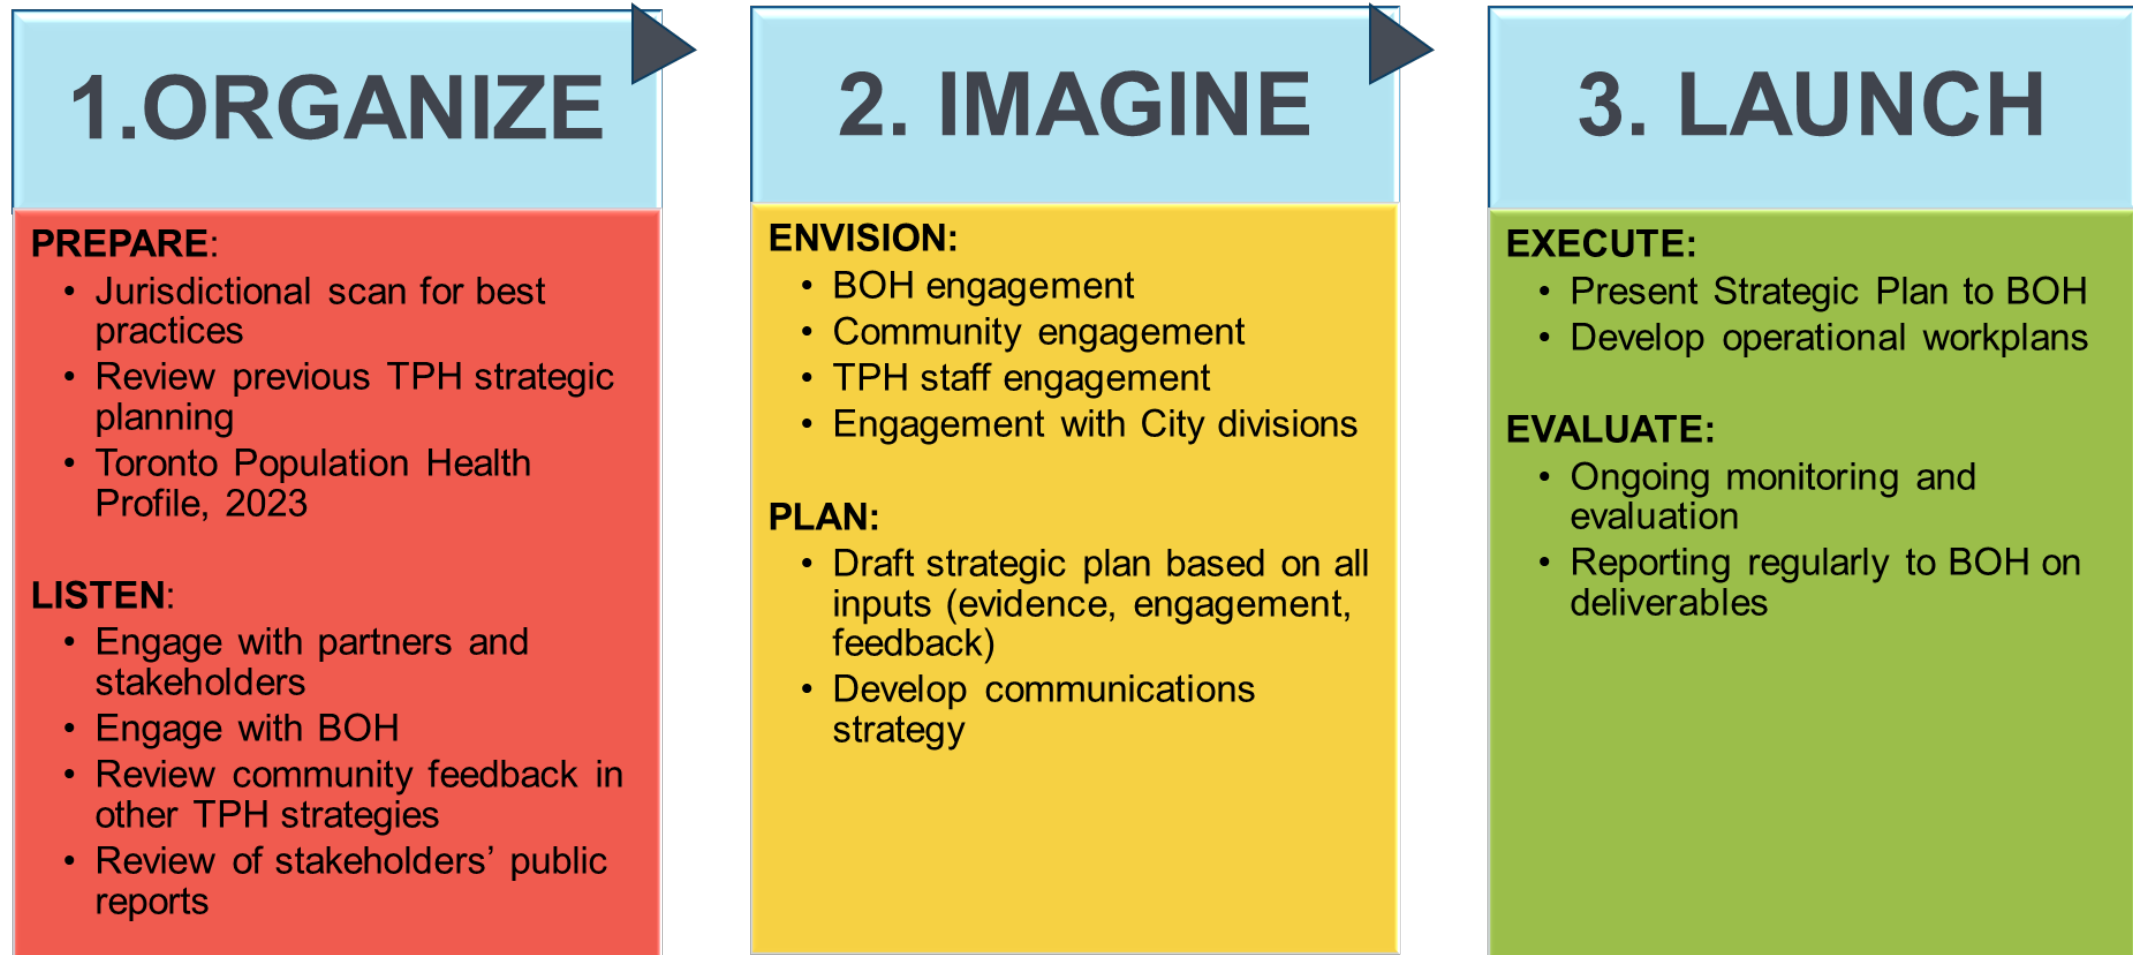 1.ORGANIZE
PREPARE:
• Jurisdictional scan for best
practices
• Review previous TPH strategic
planning
• Toronto Population Health
Profile, 2023
LISTEN:
• Engage with partners and
stakeholders
• Engage with BOH
• Review community feedback in
other TPH strategies
• Review of stakeholders’ public
reports
2. IMAGINE
ENVISION:
• BOH engagement
• Community engagement
• TPH staff engagement
• Engagement with City divisions
PLAN:
• Draft strategic plan based on all
inputs (evidence, engagement,
feedback)
• Develop communications
strategy
3. LAUNCH
EXECUTE:
• Present Strategic Plan to BOH
• Develop operational workplans
EVALUATE:
• Ongoing monitoring and
evaluation
• Reporting regularly to BOH on
deliverables